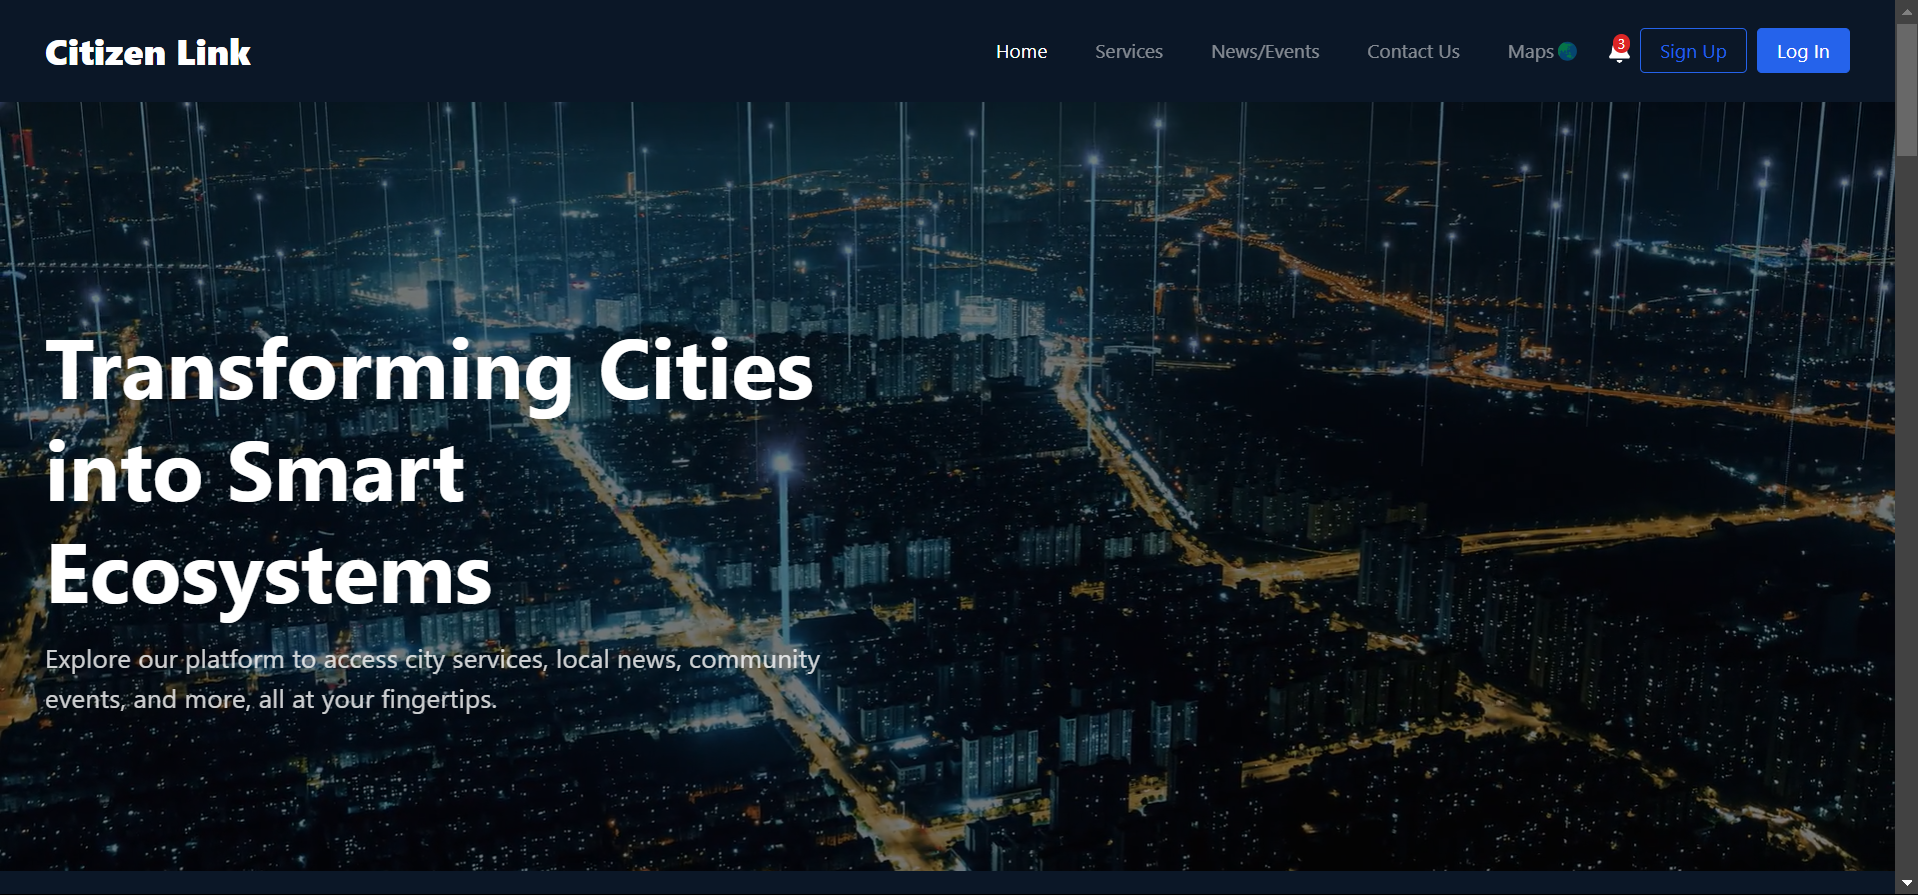 Citizen Link
Home Services News/Events Contact Us Maps 3 Sign Up Log In
Transforming Cities
into Smart
Ecosystems
Explore our platform to access city services, local news, community
events, and more, all at your fingertips.